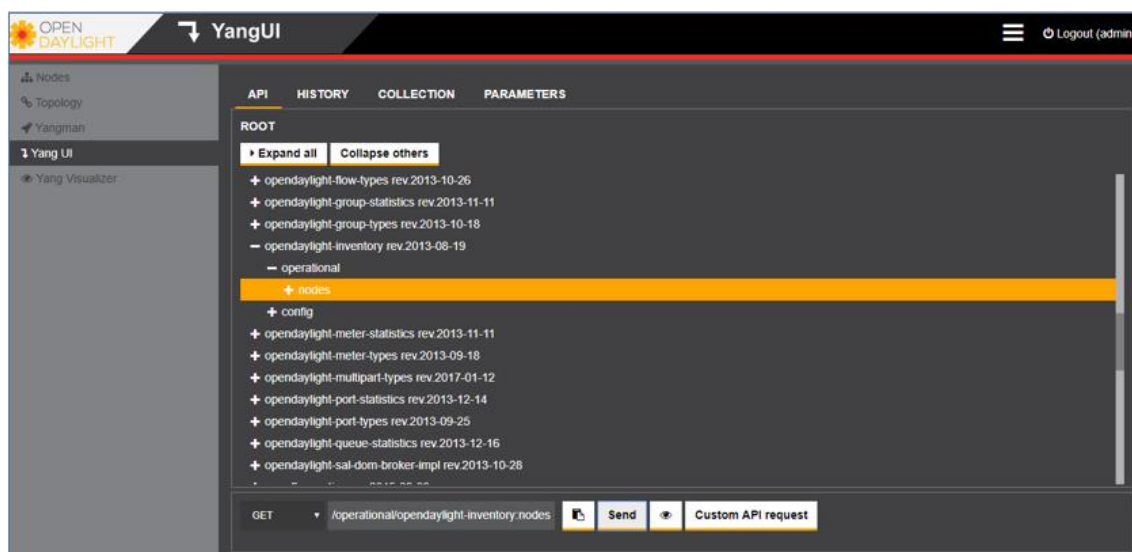 OPEN
DAYLIGHT
YangUI
Logout (admin
Nodes
Topology
Yangman
Yang UI
Yang Visualizer
API HISTORY COLLECTION PARAMETERS
ROOT
Expand all Collapse others
opendaylight-flow-types rev.2013-10-26
opendaylight-group-statistics rev.2013-11-11
opendaylight-group-types rev.2013-10-18
opendaylight-inventory rev.2013-08-19
operational
nodes
config
opendaylight-meter-statistics rev.2013-11-11
opendaylight-meter-types rev.2013-09-18
opendaylight-multipart-types rev.2017-01-12
opendaylight-port-statistics rev.2013-12-14
opendaylight-port-types rev.2013-09-25
opendaylight-queue-statistics rev.2013-12-16
opendaylight-sal-dom-broker-impl rev.2013-10-28
GET /operational/opendaylight-inventory:nodes Send Custom API request